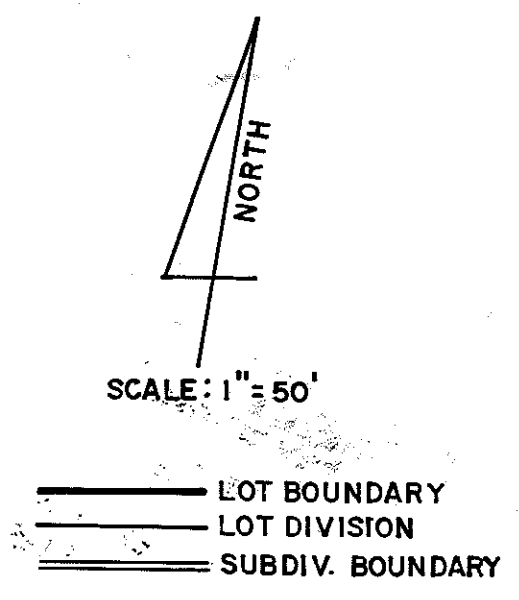 NORTH
SCALE: 1"=50'
LOT BOUNDARY
LOT DIVISION
SUBDIV. BOUNDARY